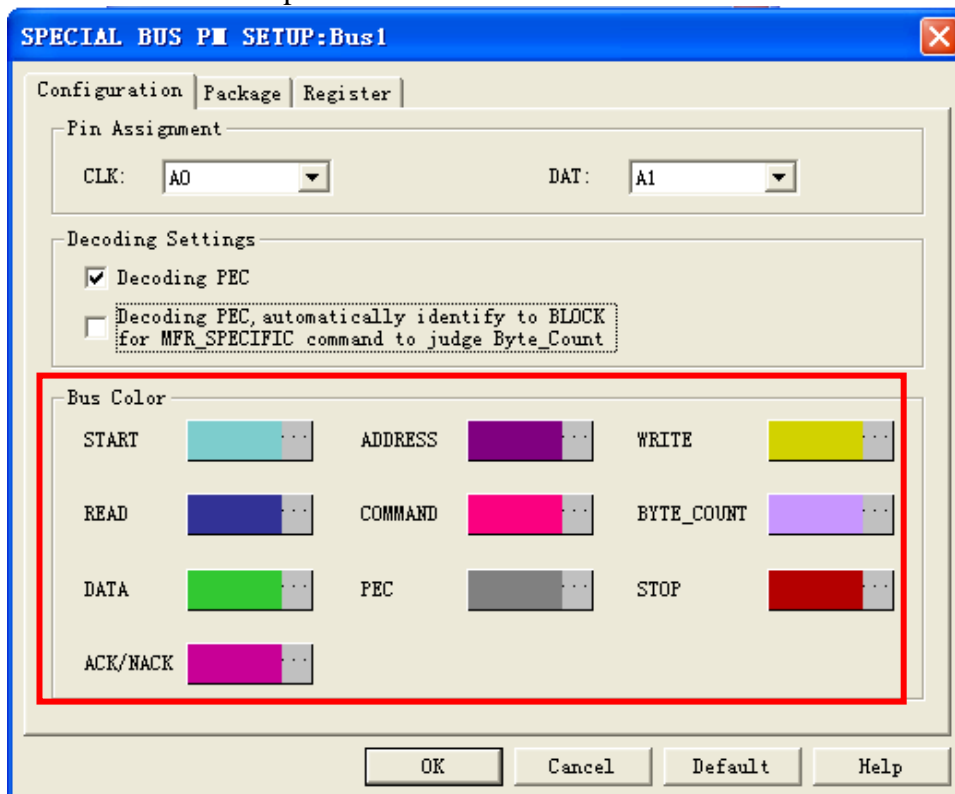 SPECIAL BUS PM SETUP:Bus1
Configuration Package Register
Pin Assignment
CLK: A0 DAT: A1
Decoding Settings
Decoding PEC
Decoding PEC, automatically identify to BLOCK
for MFR_SPECIFIC command to judge Byte_Count
Bus Color
START ... ADDRESS ... WRITE ...
READ ... COMMAND ... BYTE_COUNT ...
DATA ... PEC ... STOP ...
ACK/NACK ...
OK Cancel Default Help